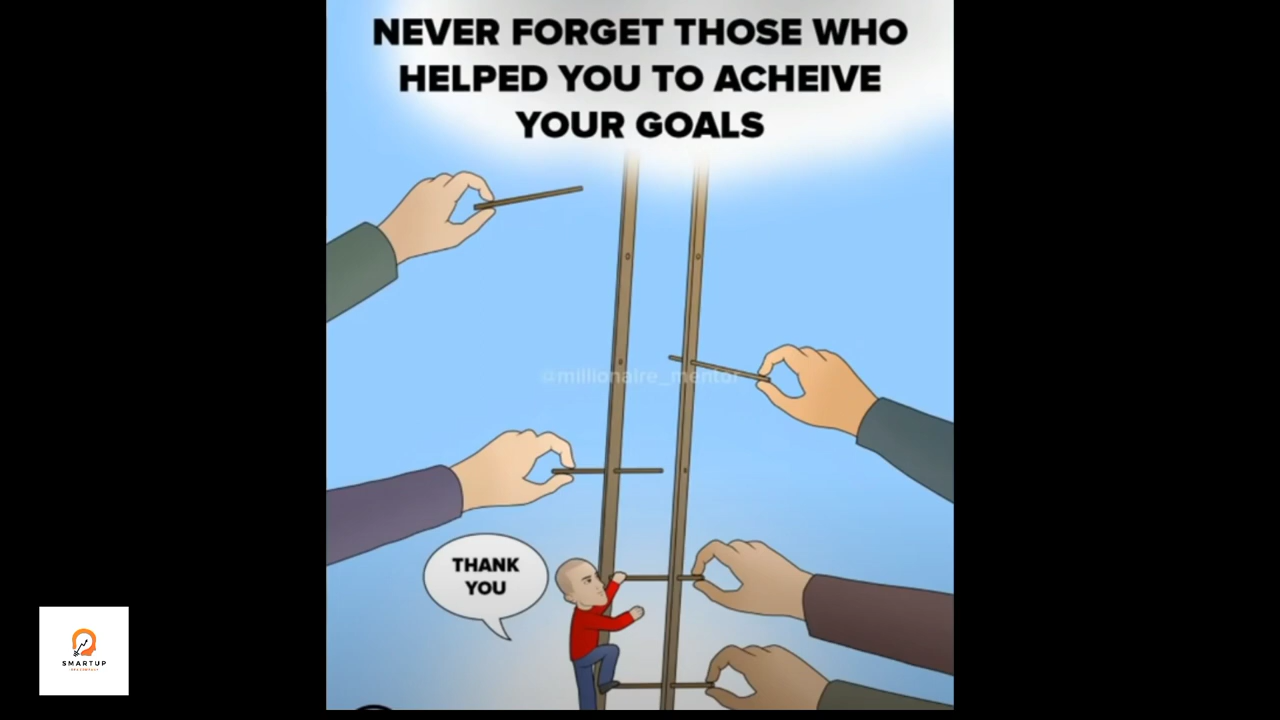 NEVER FORGET THOSE WHO
HELPED YOU TO ACHEIVE
YOUR GOALS
@millionaire_mentor
THANK
YOU
SMARTUP